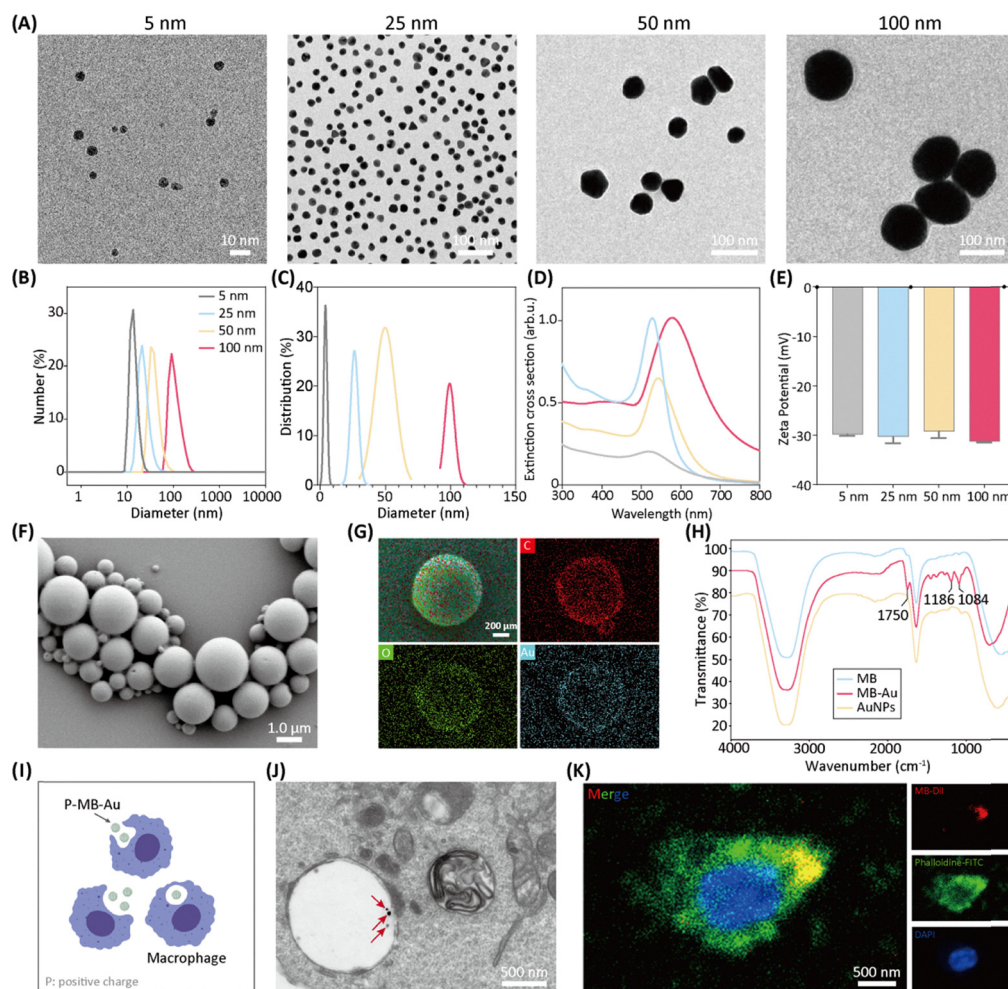 (A)
5 nm
25 nm
50 nm
100 nm
10 nm
100 nm
100 nm
100 nm
(B)
30
20
10
0
Number (%)
1
10
100
1000
10000
Diameter (nm)
5 nm
25 nm
50 nm
100 nm
(C)
40
30
20
10
0
Distribution (%)
0
50
100
150
Diameter (nm)
(D)
1.0
0.5
0
Extinction cross section (arb.u.)
300
400
500
600
700
800
Wavelength (nm)
(E)
0
-10
-20
-30
-40
Zeta Potential (mV)
5 nm
25 nm
50 nm
100 nm
(F)
1.0 μm
(G)
200 μm
C
O
Au
(H)
100
90
80
70
60
50
40
30
20
Transmittance (%)
1750
1186
1084
MB
MB-Au
AuNPs
4000
3000
2000
1000
Wavenumber (cm⁻¹)
(I)
P-MB-Au
Macrophage
P: positive charge
(J)
500 nm
(K)
Merge
500 nm
MB-DiI
Phalloidine-FITC
DAPI